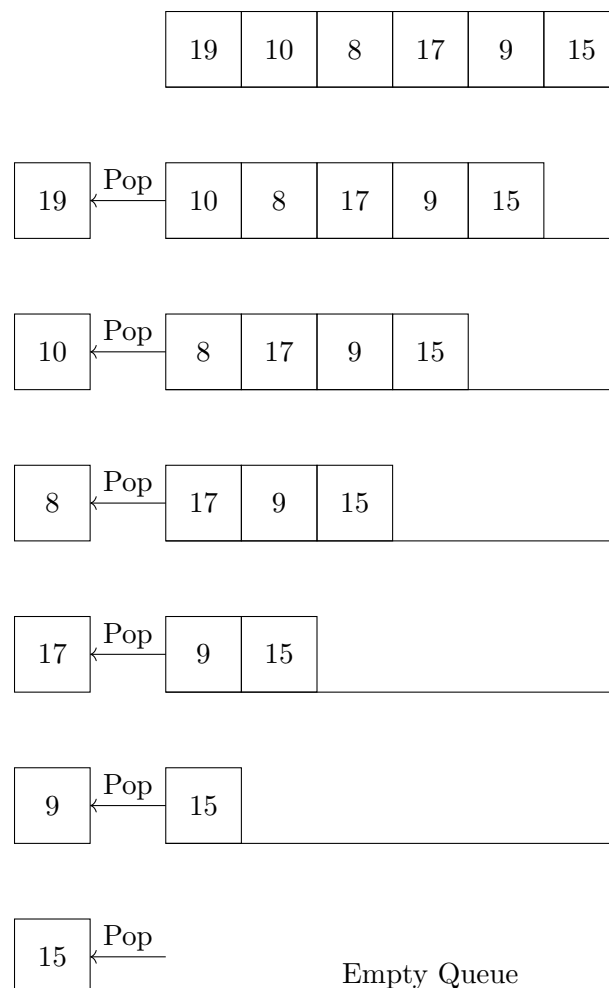 19 10 8 17 9 15
19 Pop 10 8 17 9 15
10 Pop 8 17 9 15
8 Pop 17 9 15
17 Pop 9 15
9 Pop 15
15 Pop
Empty Queue